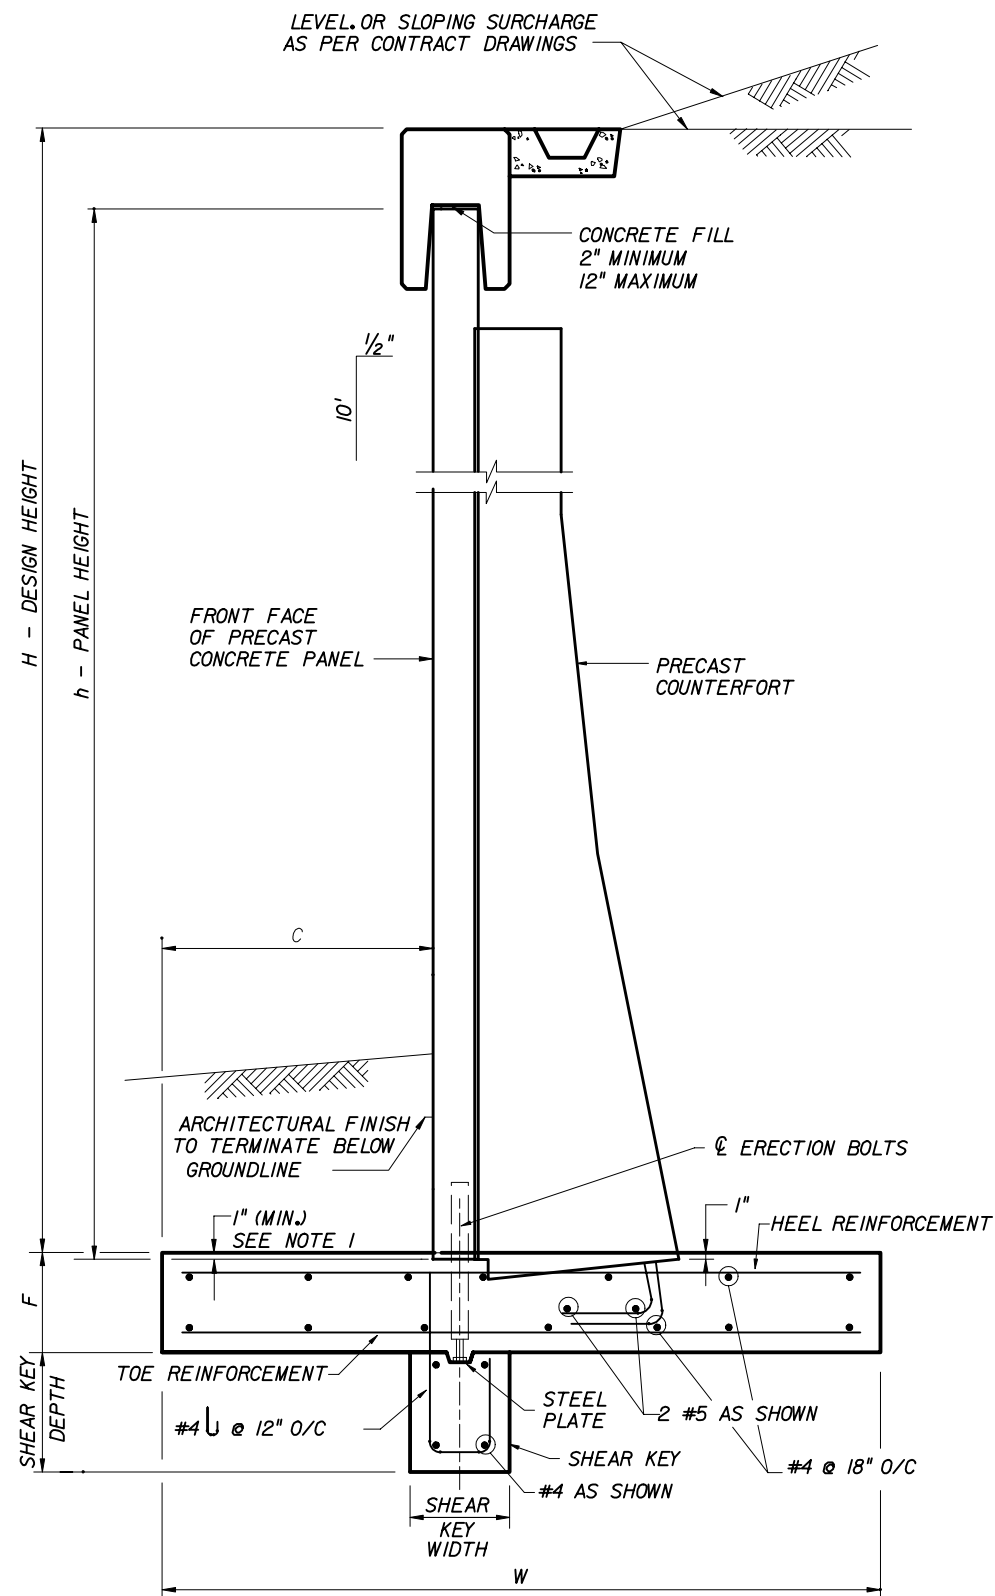 LEVEL OR SLOPING SURCHARGE
AS PER CONTRACT DRAWINGS
CONCRETE FILL
2" MINIMUM
12" MAXIMUM
1/2"
10'
H - DESIGN HEIGHT
h - PANEL HEIGHT
FRONT FACE
OF PRECAST
CONCRETE PANEL
PRECAST
COUNTERFORT
C
ARCHITECTURAL FINISH
TO TERMINATE BELOW
GROUNDLINE
℄ ERECTION BOLTS
1" (MIN.)
SEE NOTE 1
1"
HEEL REINFORCEMENT
F
TOE REINFORCEMENT
SHEAR KEY
DEPTH
#4 @ 12" O/C
STEEL
PLATE
2 #5 AS SHOWN
SHEAR KEY
#4 @ 18" O/C
#4 AS SHOWN
SHEAR
KEY
WIDTH
W